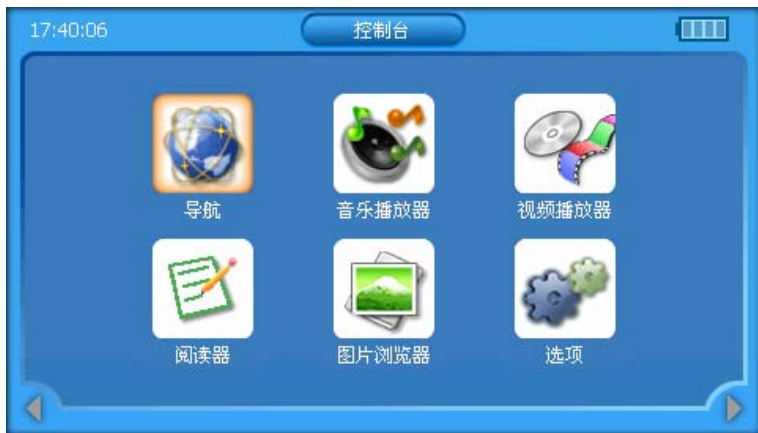 17:40:06
控制台
导航
音乐播放器
视频播放器
阅读器
图片浏览器
选项